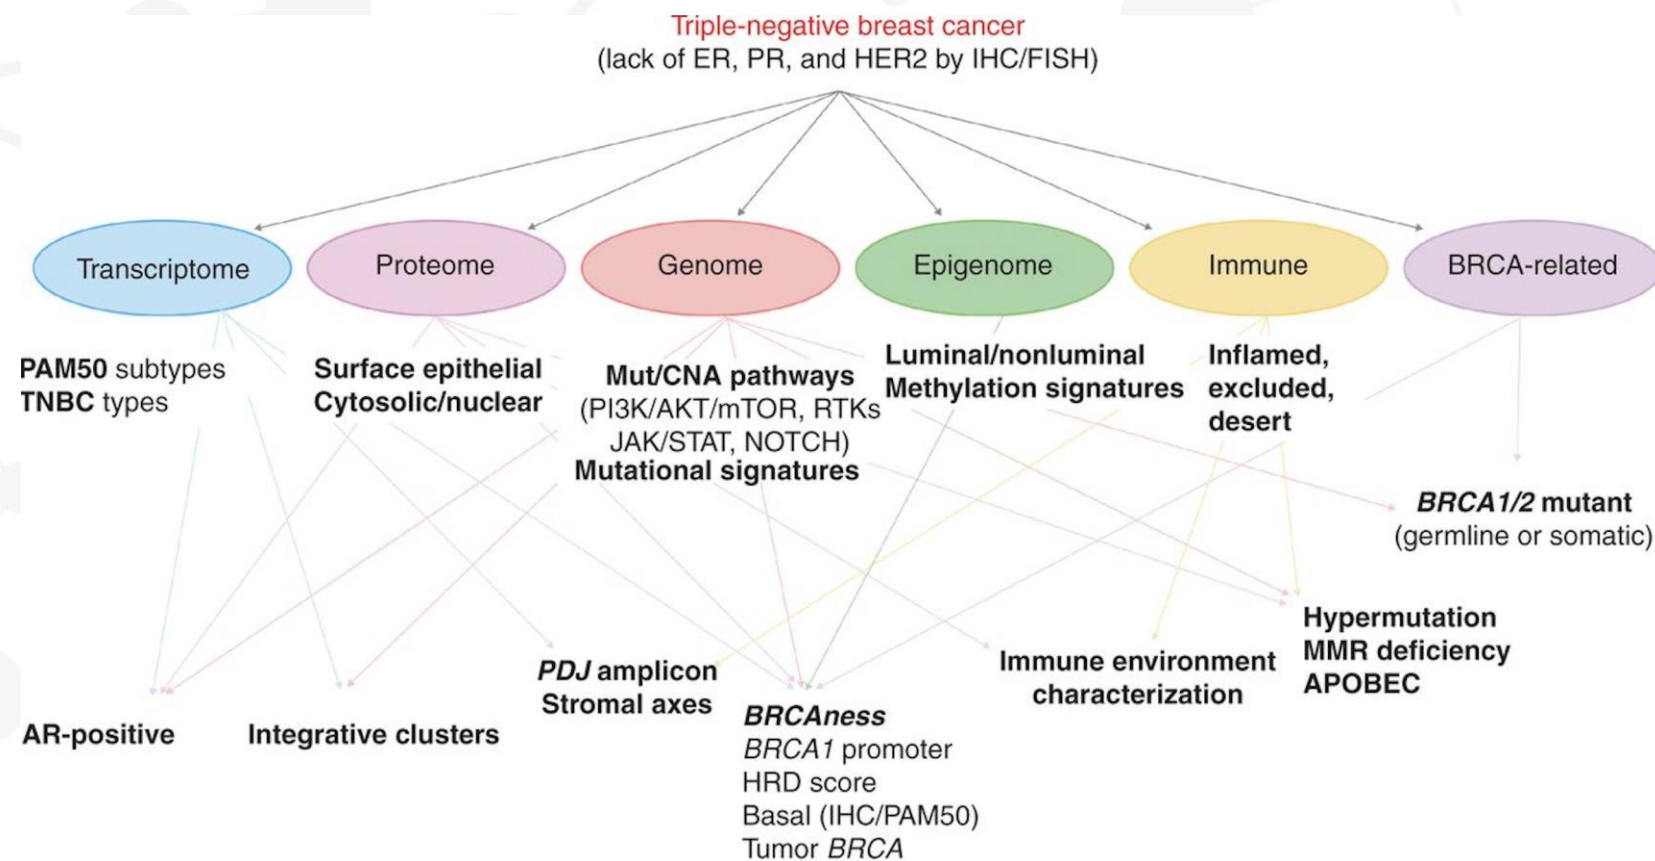 Triple-negative breast cancer
(lack of ER, PR, and HER2 by IHC/FISH)
Transcriptome
Proteome
Genome
Epigenome
Immune
BRCA-related
PAM50 subtypes
TNBC types
Surface epithelial
Cytosolic/nuclear
Mut/CNA pathways
(PI3K/AKT/mTOR, RTKs
JAK/STAT, NOTCH)
Mutational signatures
Luminal/nonluminal
Methylation signatures
Inflamed,
excluded,
desert
BRCA1/2 mutant
(germline or somatic)
Hypermutation
MMR deficiency
APOBEC
Immune environment
characterization
PDJ amplicon
Stromal axes
AR-positive
Integrative clusters
BRCAness
BRCA1 promoter
HRD score
Basal (IHC/PAM50)
Tumor BRCA